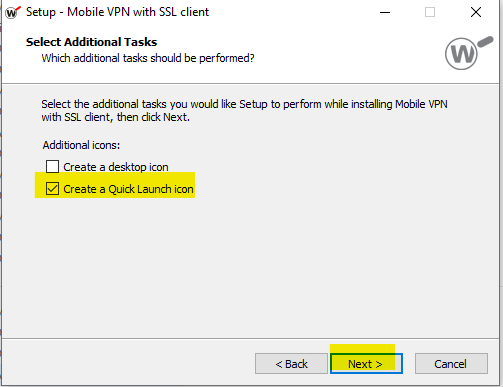 Setup - Mobile VPN with SSL client
Select Additional Tasks
Which additional tasks should be performed?
Select the additional tasks you would like Setup to perform while installing Mobile VPN
with SSL client, then click Next.
Additional icons:
Create a desktop icon
Create a Quick Launch icon
< Back
Next >
Cancel